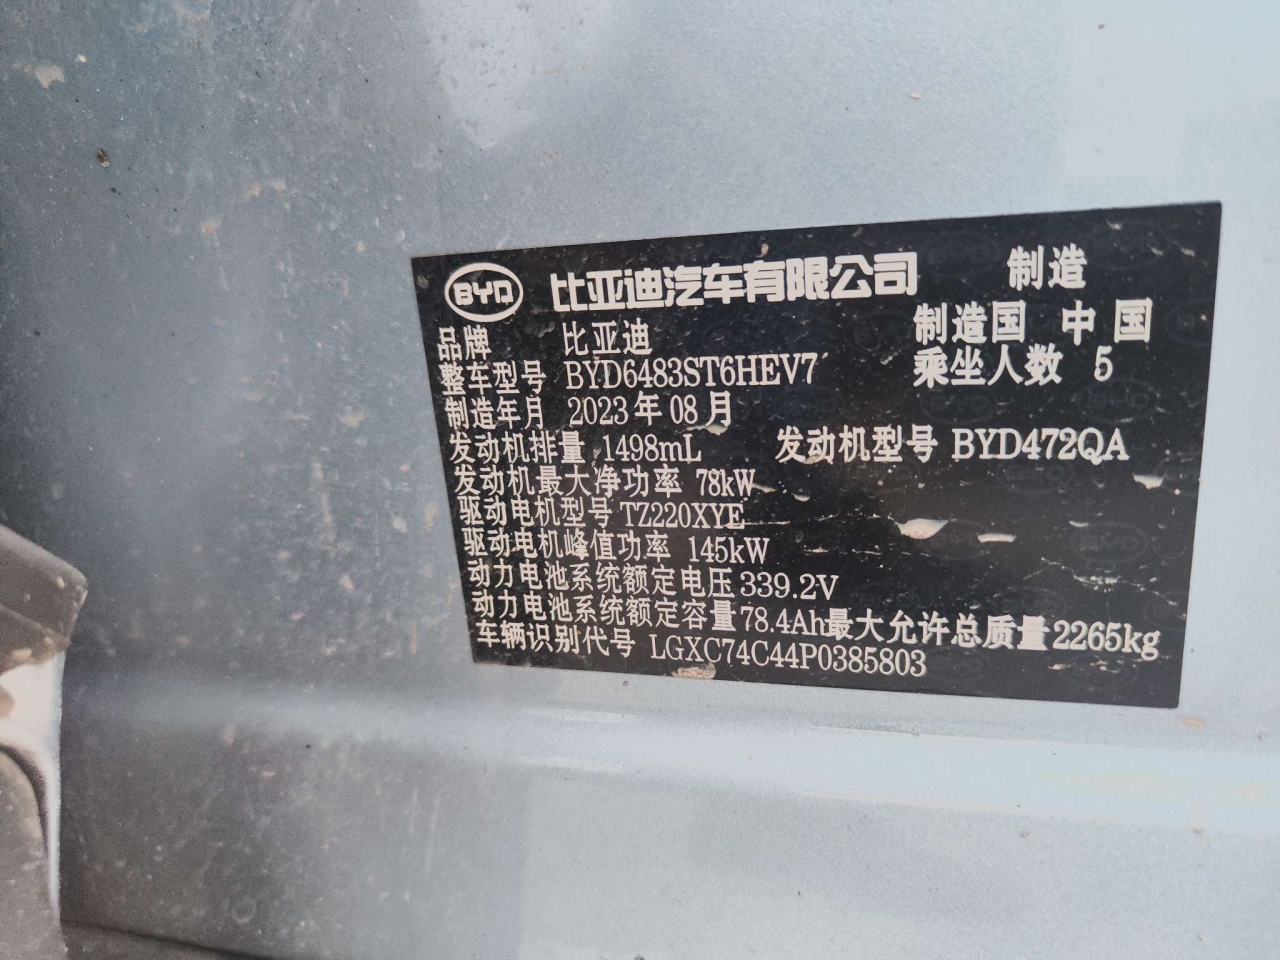 BYD 比亚迪汽车有限公司 制造
品牌 比亚迪 制造国 中国
整车型号 BYD6483ST6HEV7 乘坐人数 5
制造年月 2023年08月
发动机排量 1498mL 发动机型号 BYD472QA
发动机最大净功率 78kW
驱动电机型号 TZ220XYE
驱动电机峰值功率 145kW
动力电池系统额定电压 339.2V
动力电池系统额定容量 78.4Ah 最大允许总质量 2265kg
车辆识别代号 LGXC74C44P0385803